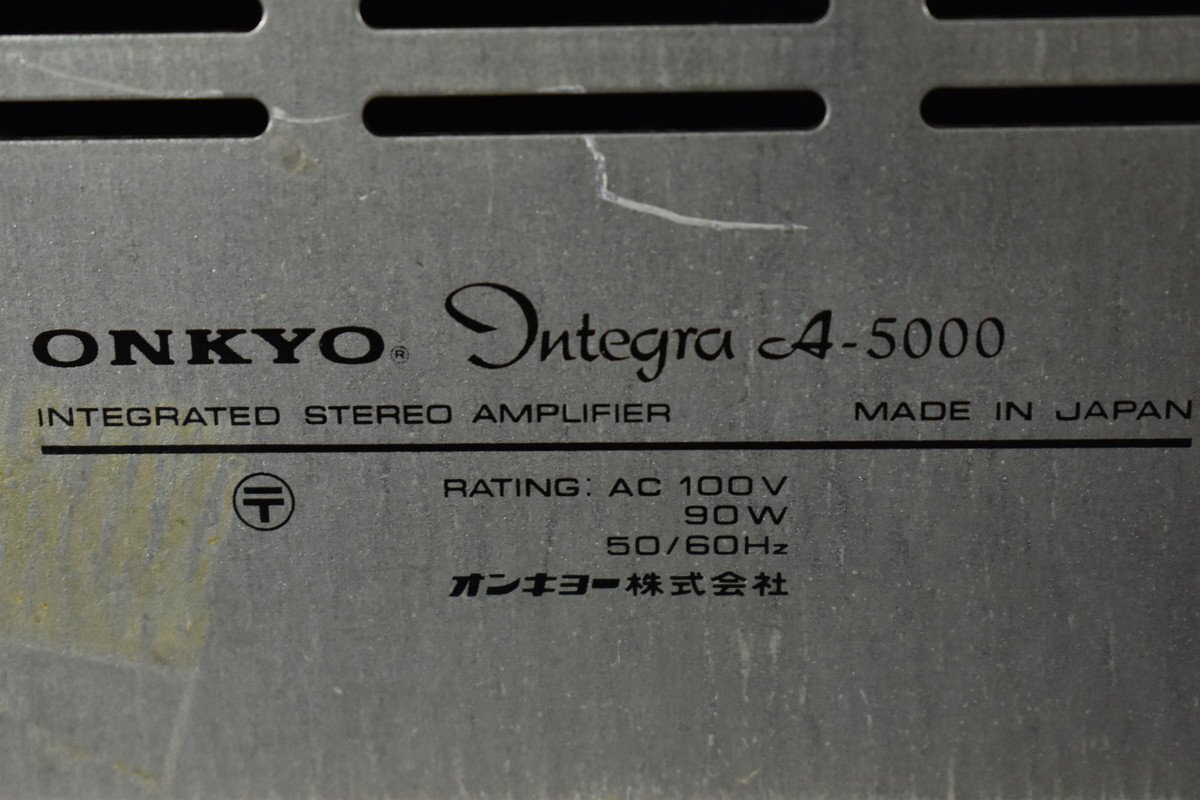 ONKYO® Integra A-5000
INTEGRATED STEREO AMPLIFIER MADE IN JAPAN
〒 RATING: AC 100V
90W
50/60Hz
オンキヨー株式会社